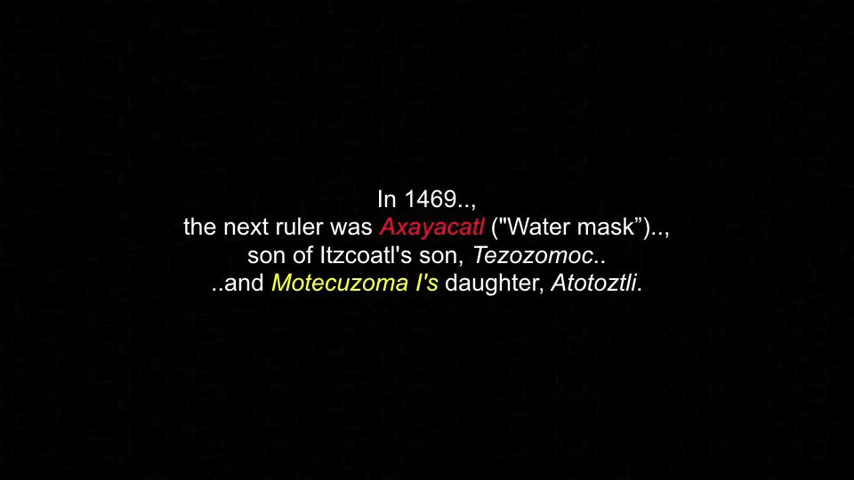 In 1469..,
the next ruler was Axayacatl ("Water mask”)..,
son of Itzcoatl's son, Tezozomoc..
..and Motecuzoma I's daughter, Atotoztli.